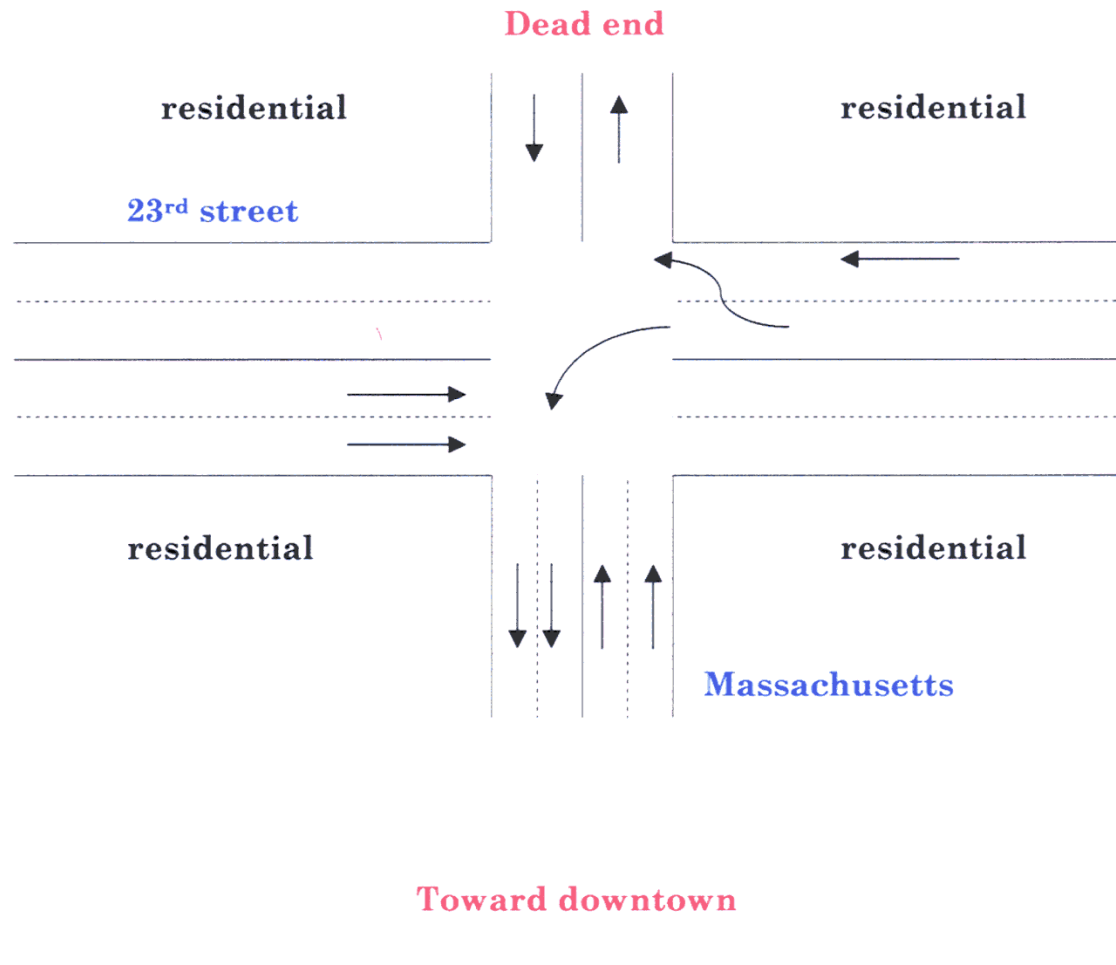 Dead end
residential
residential
23rd street
residential
residential
Massachusetts
Toward downtown